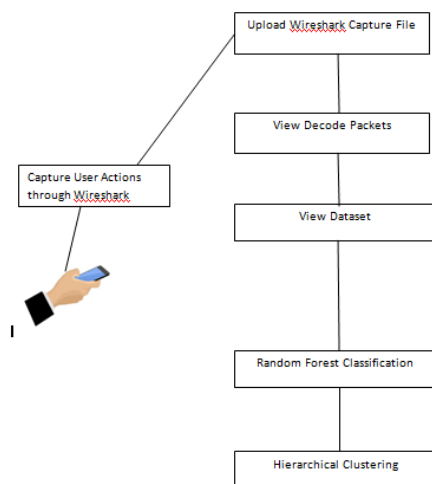 Upload Wireshark Capture File
View Decode Packets
Capture User Actions
through Wireshark
View Dataset
I
Random Forest Classification
Hierarchical Clustering